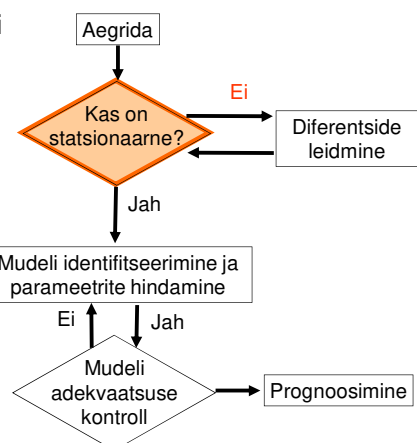 i
Aegrida
Kas on
statsionaarne?
Ei
Diferentside
leidmine
Jah
Mudeli identifitseerimine ja
parameetrite hindamine
Ei
Jah
Mudeli
adekvaatsuse
kontroll
Prognoosimine